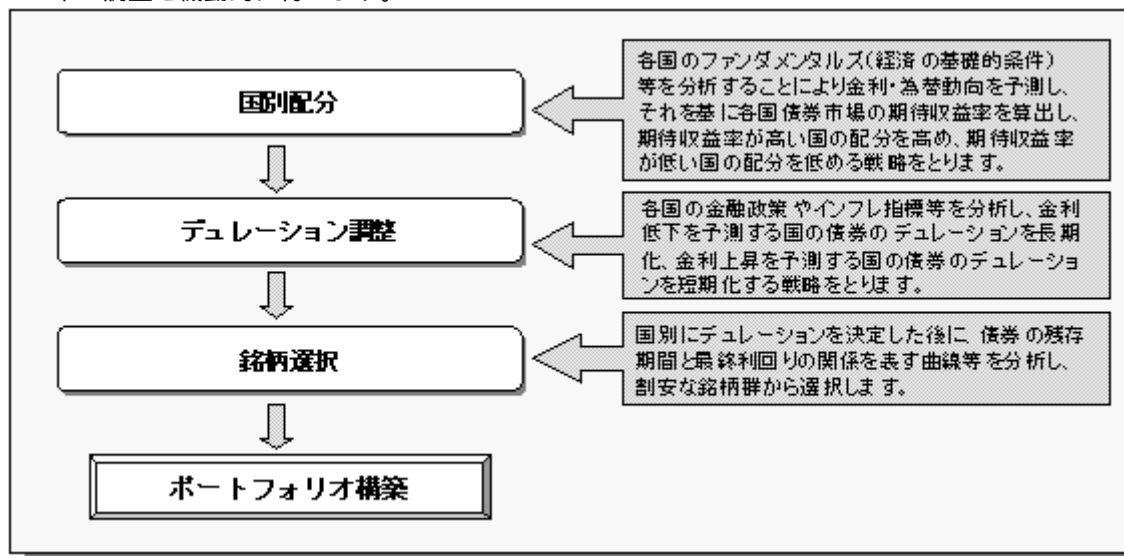 国別配分
各国のファンダメンタルズ(経済の基礎的条件)
等を分析することにより金利・為替動向を予測し、
それを基に各国債券市場の期待収益率を算出し、
期待収益率が高い国の配分を高め、期待収益率
が低い国の配分を低める戦略をとります。
デュレーション調整
各国の金融政策やインフレ指標等を分析し、金利
低下を予測する国の債券のデュレーションを長期
化、金利上昇を予測する国の債券のデュレーショ
ンを短期化する戦略をとります。
銘柄選択
国別にデュレーションを決定した後に、債券の残存
期間と最終利回りの関係を表す曲線等を分析し、
割安な銘柄群から選択します。
ポートフォリオ構築